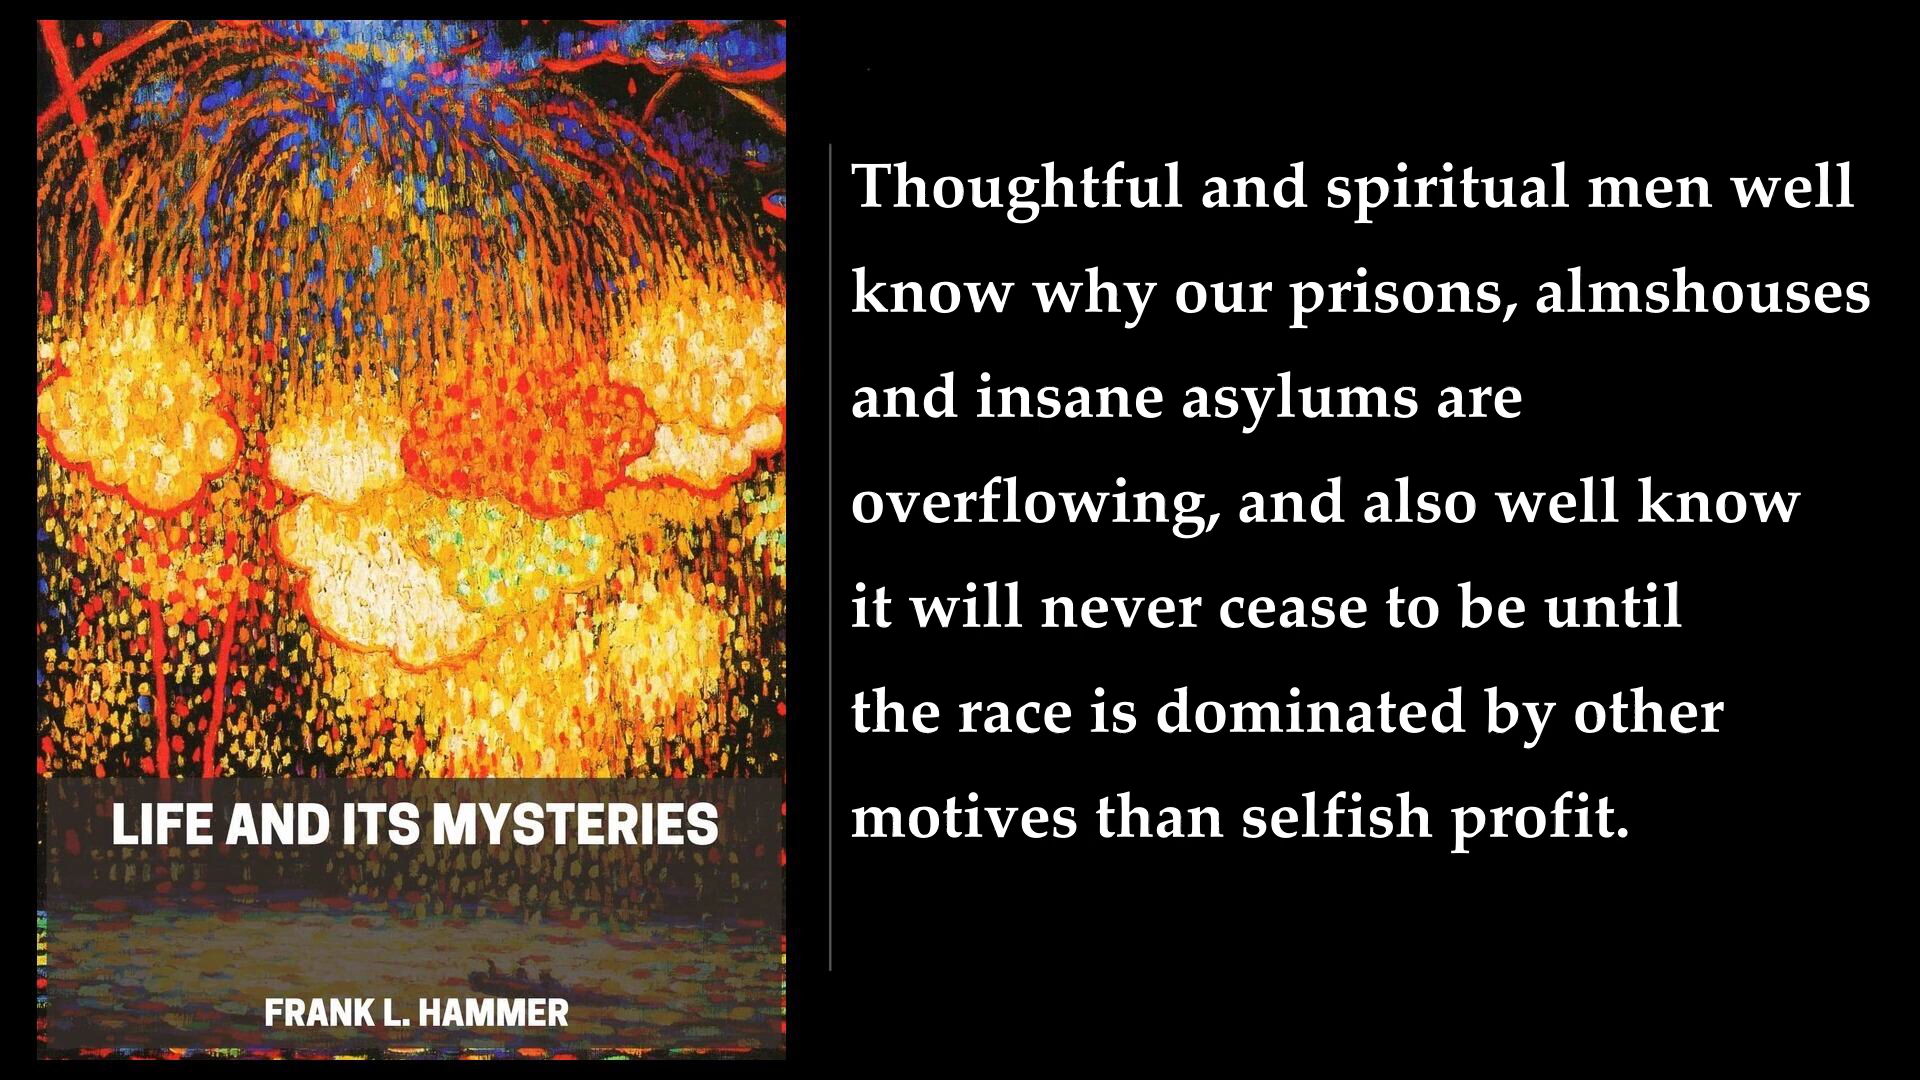 LIFE AND ITS MYSTERIES
FRANK L. HAMMER
Thoughtful and spiritual men well
know why our prisons, almshouses
and insane asylums are
overflowing, and also well know
it will never cease to be until
the race is dominated by other
motives than selfish profit.